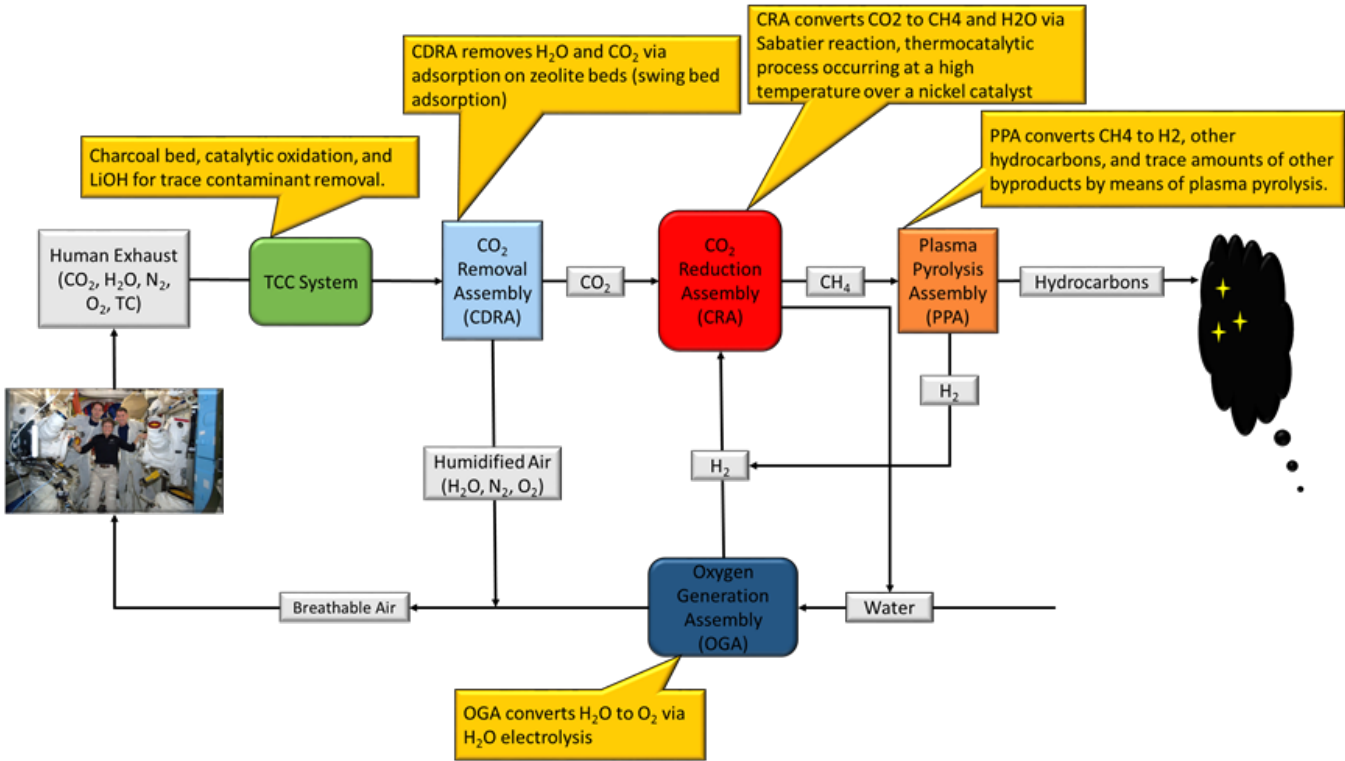 CRA converts CO2 to CH4 and H2O via
Sabatier reaction, thermocatalytic
process occurring at a high
temperature over a nickel catalyst
CDRA removes H₂O and CO₂ via
adsorption on zeolite beds (swing bed
adsorption)
PPA converts CH4 to H2, other
hydrocarbons, and trace amounts of other
byproducts by means of plasma pyrolysis.
Charcoal bed, catalytic oxidation, and
LiOH for trace contaminant removal.
Human Exhaust
(CO₂, H₂O, N₂,
O₂, TC)
TCC System
CO₂
Removal
Assembly
(CDRA)
CO₂
CO₂
Reduction
Assembly
(CRA)
CH₄
Plasma
Pyrolysis
Assembly
(PPA)
Hydrocarbons
H₂
Humidified Air
(H₂O, N₂, O₂)
H₂
Breathable Air
Oxygen
Generation
Assembly
(OGA)
Water
OGA converts H₂O to O₂ via
H₂O electrolysis